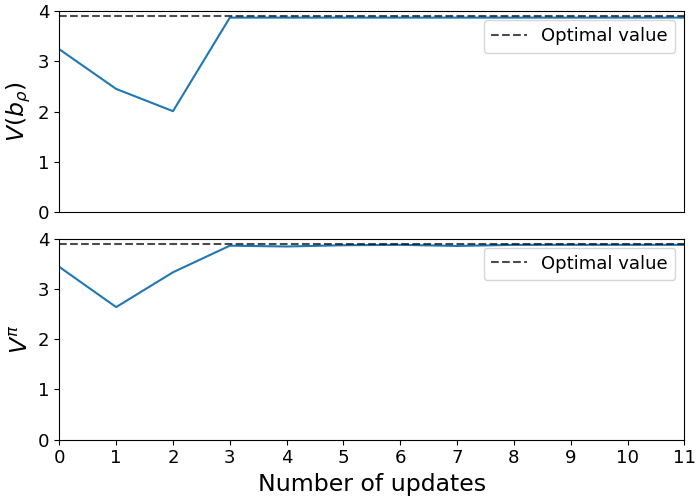 4
3
2
1
0
V(b_ρ)
Optimal value
4
3
2
1
0
V^π
Optimal value
0 1 2 3 4 5 6 7 8 9 10 11
Number of updates